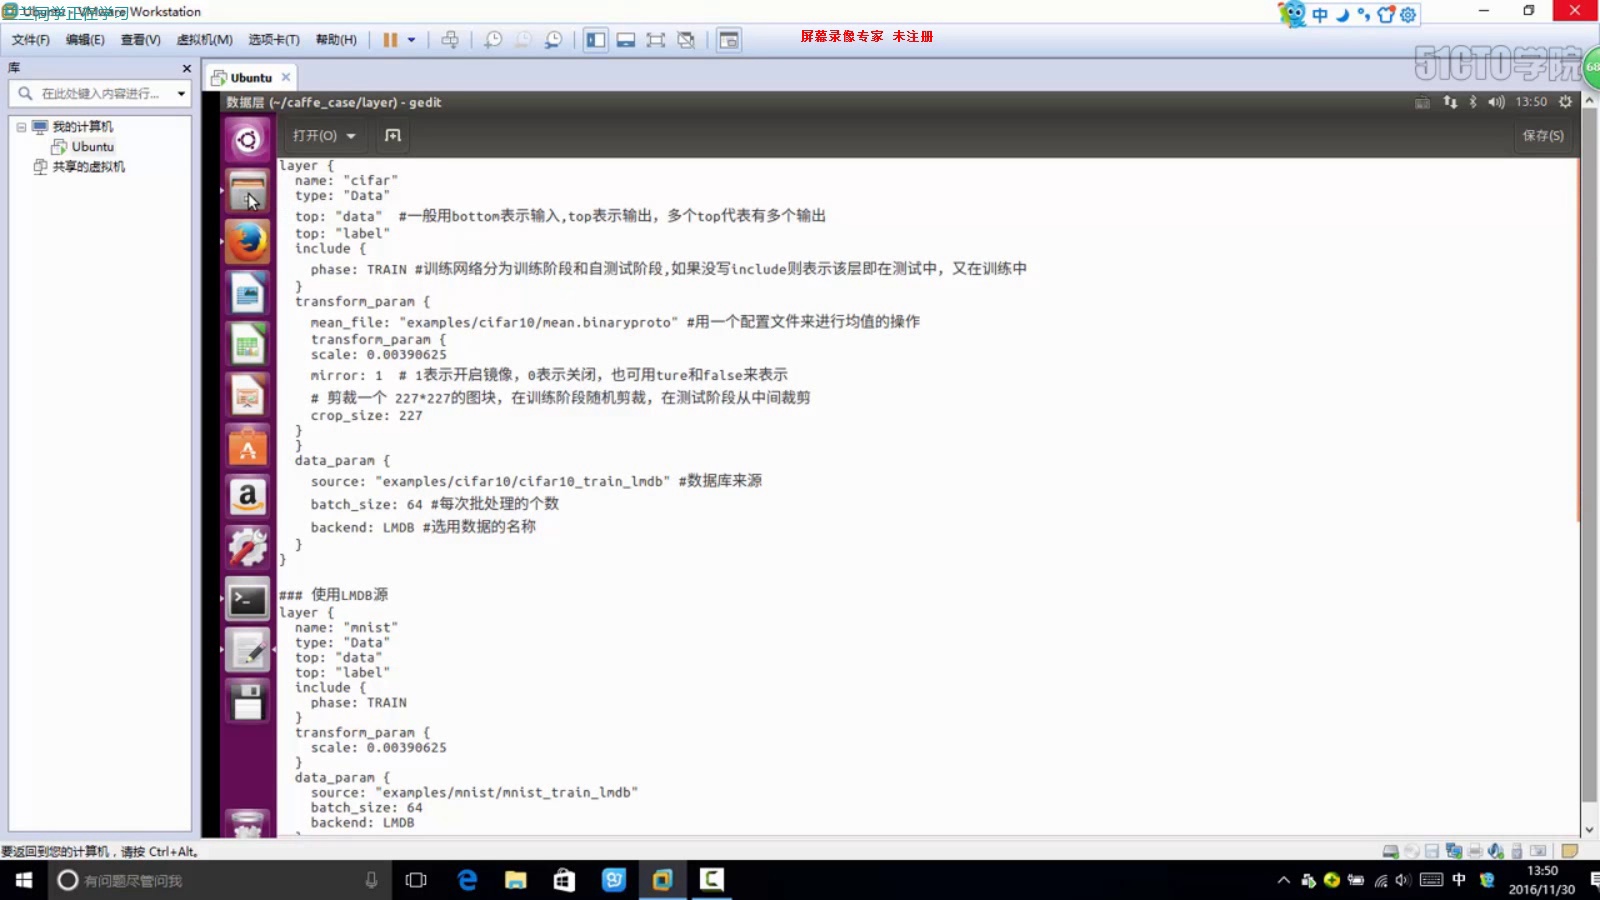 Workstation
文件(F) 编辑(E) 查看(V) 虚拟机(M) 选项卡(T) 帮助(H)
屏幕录像专家 未注册
51CTO学院
68
库
在此处键入内容进行...
我的计算机
Ubuntu
共享的虚拟机
Ubuntu
数据层 (~/caffe_case/layer) - gedit
13:50
打开(O)
保存(S)
layer {
name: "cifar"
type: "Data"
top: "data" #一般用bottom表示输入,top表示输出，多个top代表有多个输出
top: "label"
include {
phase: TRAIN #训练网络分为训练阶段和自测试阶段,如果没写include则表示该层即在测试中，又在训练中
}
transform_param {
mean_file: "examples/cifar10/mean.binaryproto" #用一个配置文件来进行均值的操作
transform_param {
scale: 0.00390625
mirror: 1 # 1表示开启镜像，0表示关闭，也可用ture和false来表示
# 剪裁一个 227*227的图块，在训练阶段随机剪裁，在测试阶段从中间裁剪
crop_size: 227
}
}
data_param {
source: "examples/cifar10/cifar10_train_lmdb" #数据库来源
batch_size: 64 #每次批处理的个数
backend: LMDB #选用数据的名称
}
}
### 使用LMDB源
layer {
name: "mnist"
type: "Data"
top: "data"
top: "label"
include {
phase: TRAIN
}
transform_param {
scale: 0.00390625
}
data_param {
source: "examples/mnist/mnist_train_lmdb"
batch_size: 64
backend: LMDB
要返回到您的计算机，请按 Ctrl+Alt。
有问题尽管问我
中
13:50
2016/11/30